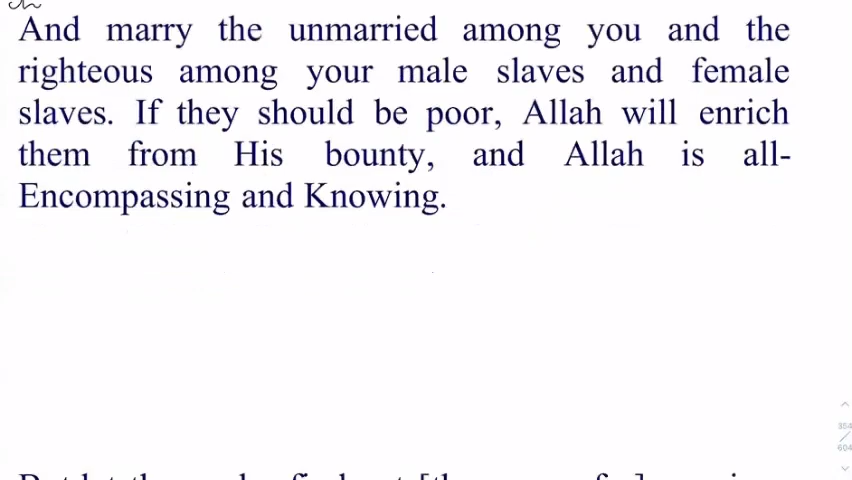 And marry the unmarried among you and the
righteous among your male slaves and female
slaves. If they should be poor, Allah will enrich
them from His bounty, and Allah is all-
Encompassing and Knowing.
604